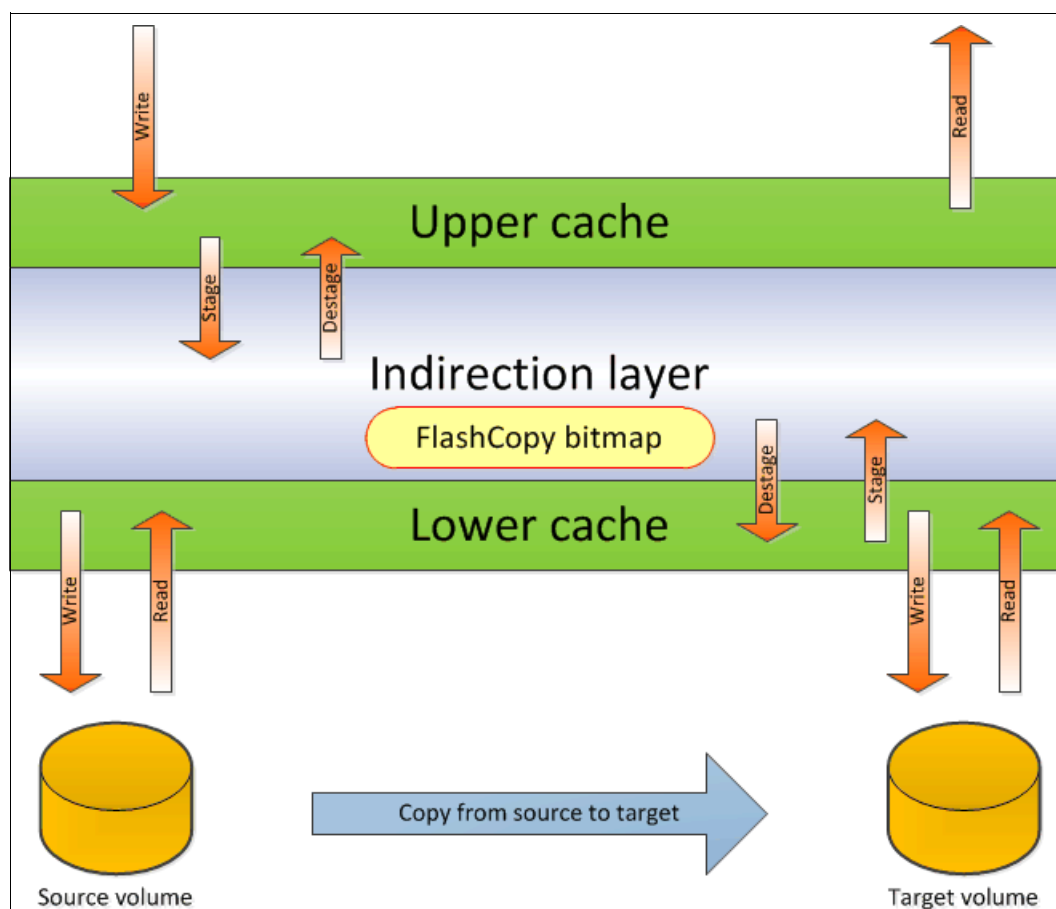 Write
Read
Upper cache
Stage
Destage
Indirection layer
FlashCopy bitmap
Destage
Stage
Lower cache
Write
Read
Write
Read
Copy from source to target
Source volume
Target volume